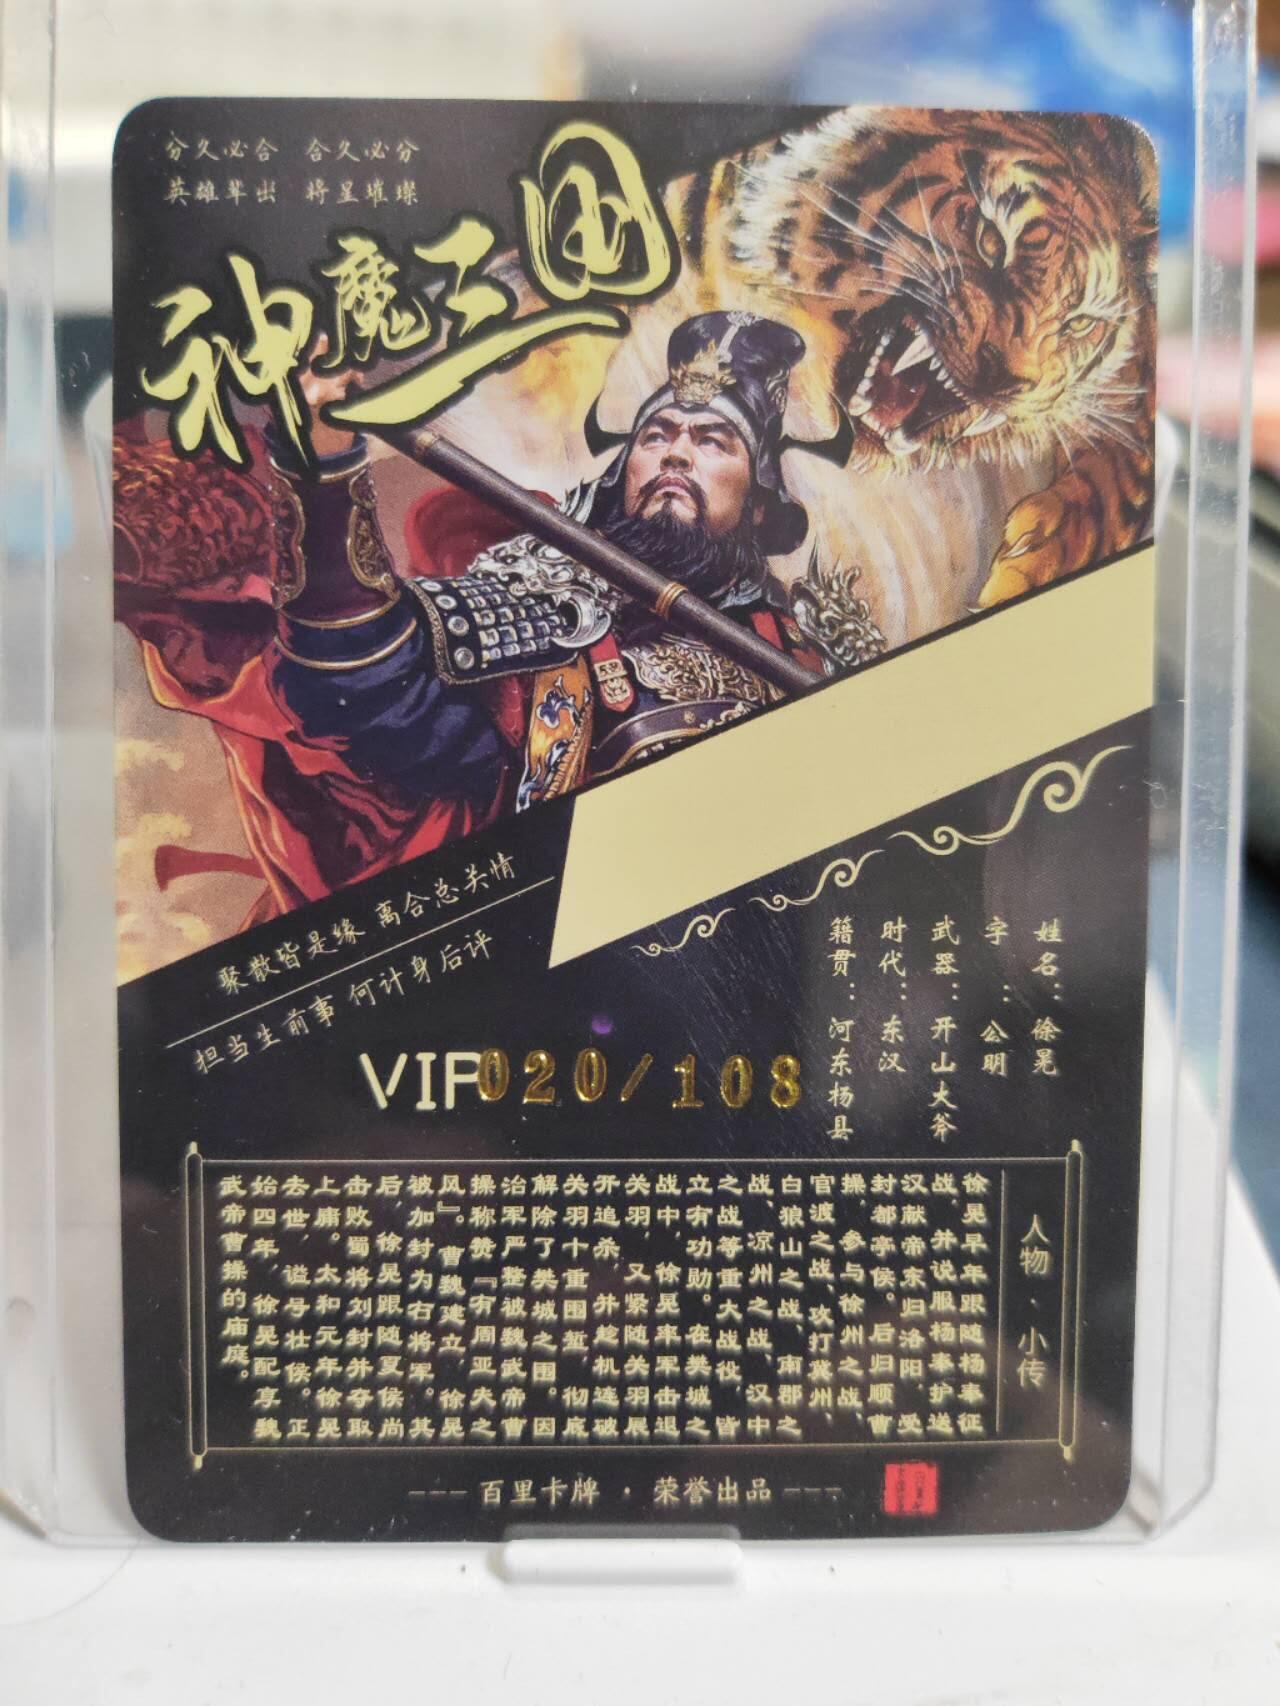 分久必合 合久必分
英雄辈出 将呈璀璨
神魔三国
聚散皆是缘 离合总关情
担当生前事 何计身后评
姓名：徐晃
字：公明
武器：开山大斧
时代：东汉
籍贯：河东杨县
VIP020/108
人物·小传
徐晃早年跟随杨奉征
战，并说服杨奉护送
汉献帝东归洛阳，受
封都亭侯。后归顺曹
操，参与徐州之战、
官渡之战、攻打冀州、
白狼山之战、南郡之
战、凉州之战、汉中
之战等重大战役，皆
立有功勋。在樊城之
战中，徐晃率军击退
关羽，又紧随关羽展
开追杀，并趁机连破
关羽十重围堑，彻底
解除了樊城之围。因
治军严整被魏武帝曹
操称赞『有周亚夫之
风』。曹魏建立，徐晃
被加封为右将军。其
后，徐晃跟随夏侯尚
击败蜀将刘封并夺取
上庸。太和元年徐晃
去世，谥号壮侯。正
始四年，徐晃配享魏
武帝曹操的庙庭。
--- 百里卡牌 · 荣誉出品 ---